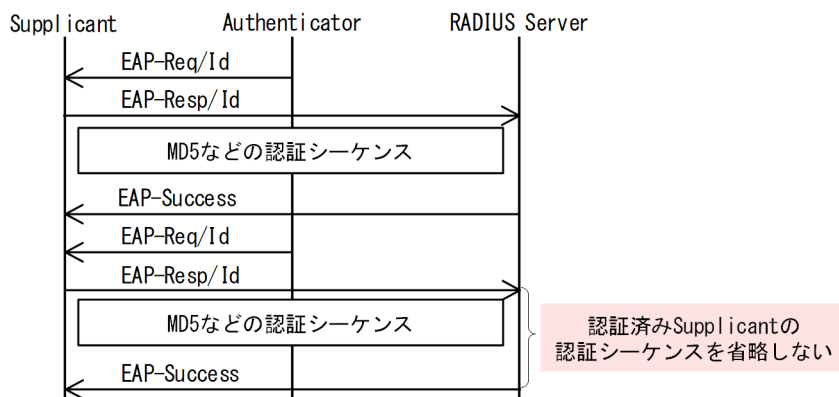 Supplicant Authenticator RADIUS Server
EAP-Req/Id
EAP-Resp/Id
MD5などの認証シーケンス
EAP-Success
EAP-Req/Id
EAP-Resp/Id
MD5などの認証シーケンス
認証済みSupplicantの
認証シーケンスを省略しない
EAP-Success